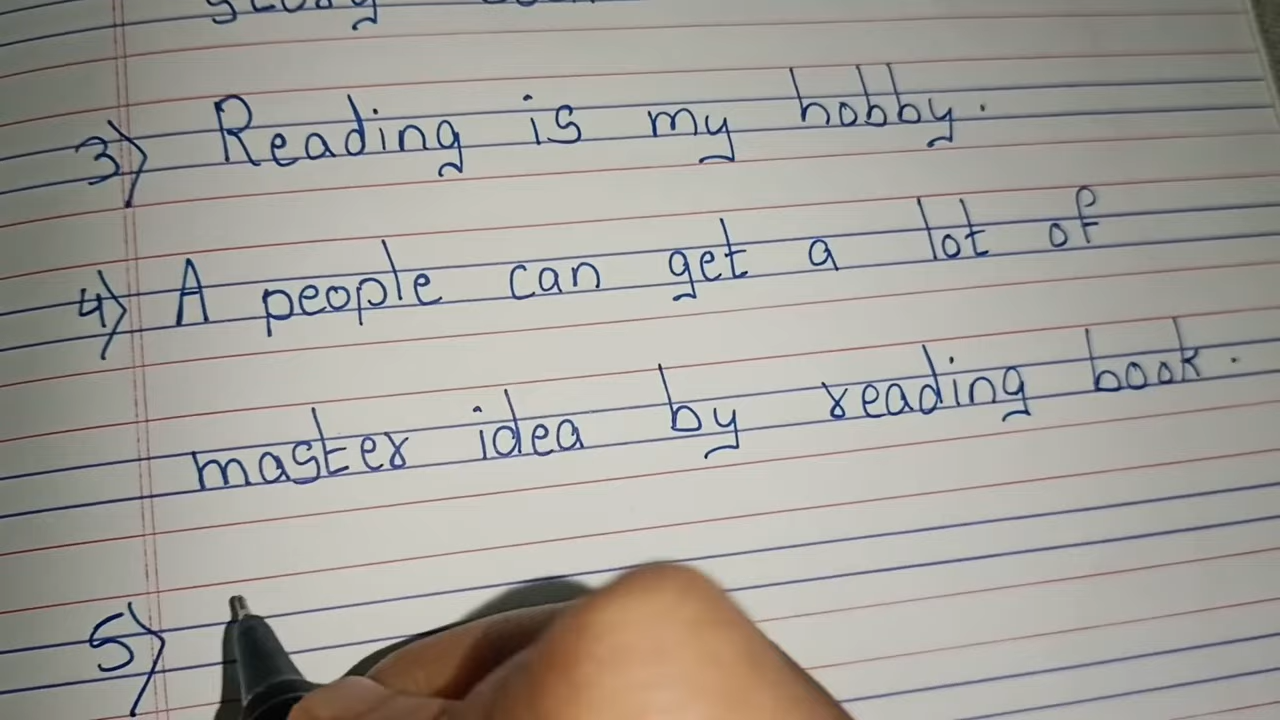 3) Reading is my hobby.
4) A people can get a lot of
master idea by reading book.
5)